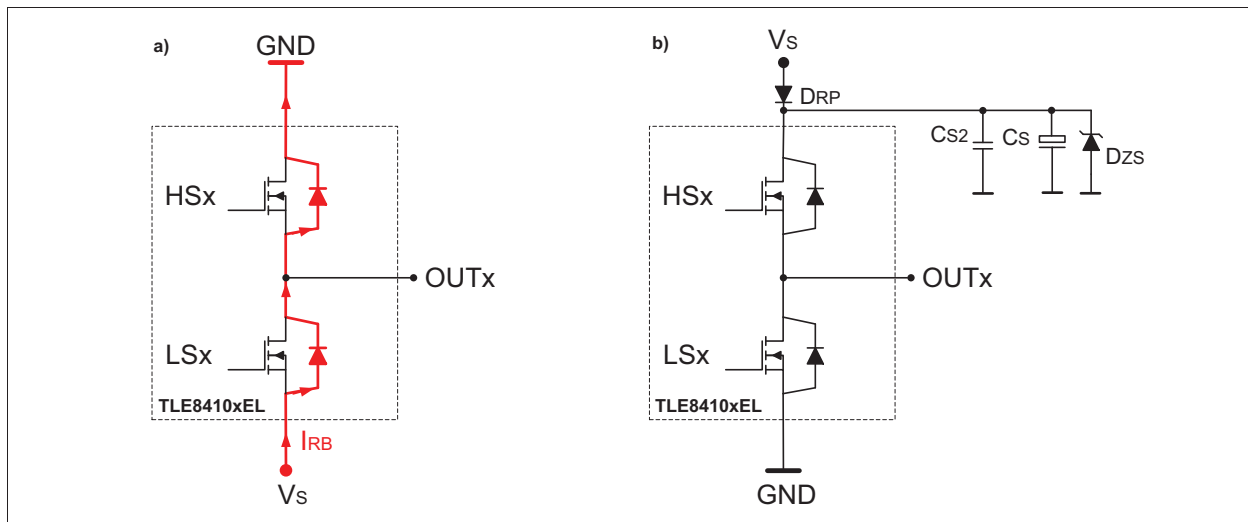 a)
GND
HSx
OUTx
LSx
TLE8410xEL
IRB
VS
b)
VS
DRP
CS2
CS
DZS
HSx
OUTx
LSx
TLE8410xEL
GND